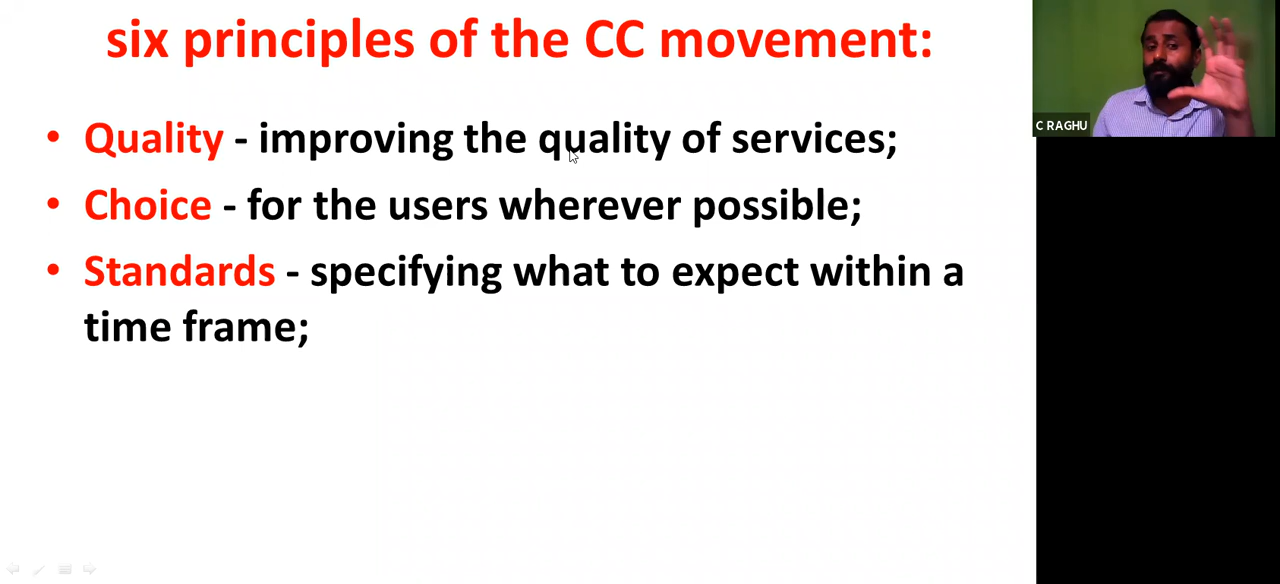 six principles of the CC movement:
• Quality - improving the quality of services;
• Choice - for the users wherever possible;
• Standards - specifying what to expect within a
time frame;
C RAGHU